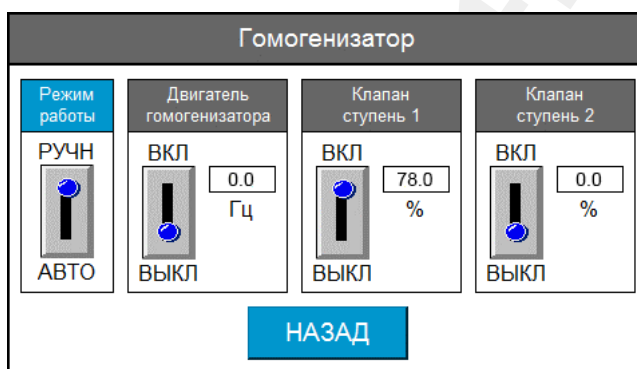 Гомогенизатор
Режим
работы
РУЧН
АВТО
Двигатель
гомогенизатора
ВКЛ
0.0
Гц
ВЫКЛ
Клапан
ступень 1
ВКЛ
78.0
%
ВЫКЛ
Клапан
ступень 2
ВКЛ
0.0
%
ВЫКЛ
НАЗАД